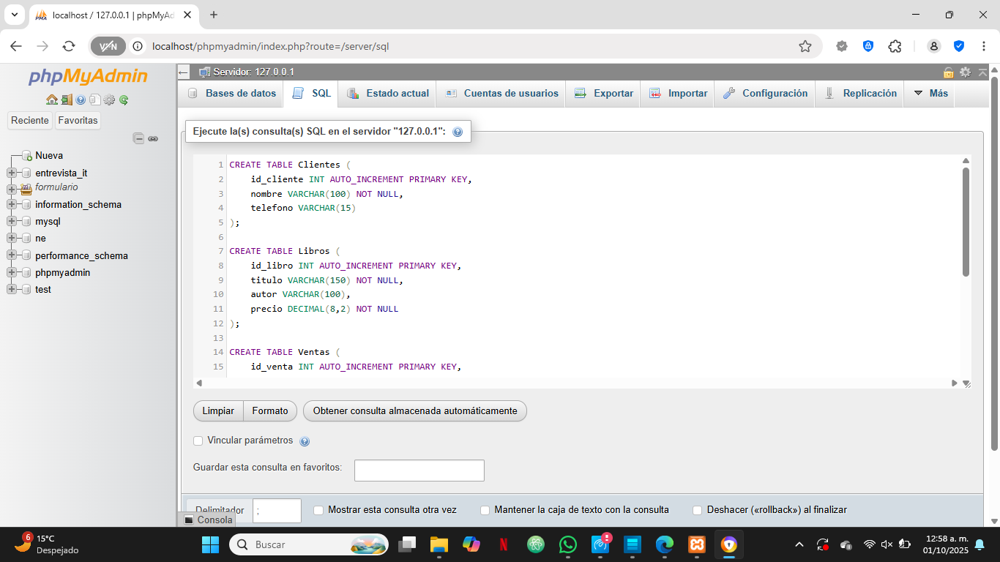 localhost / 127.0.0.1 | phpMyAd
VPN
localhost/phpmyadmin/index.php?route=/server/sql
phpMyAdmin
Reciente
Favoritas
Nueva
entrevista_it
formulario
information_schema
mysql
ne
performance_schema
phpmyadmin
test
Servidor: 127.0.0.1
Bases de datos
SQL
Estado actual
Cuentas de usuarios
Exportar
Importar
Configuración
Replicación
Más
Ejecute la(s) consulta(s) SQL en el servidor "127.0.0.1":
1 CREATE TABLE Clientes (
2     id_cliente INT AUTO_INCREMENT PRIMARY KEY,
3     nombre VARCHAR(100) NOT NULL,
4     telefono VARCHAR(15)
5 );
6
7 CREATE TABLE Libros (
8     id_libro INT AUTO_INCREMENT PRIMARY KEY,
9     titulo VARCHAR(150) NOT NULL,
10     autor VARCHAR(100),
11     precio DECIMAL(8,2) NOT NULL
12 );
13
14 CREATE TABLE Ventas (
15     id_venta INT AUTO_INCREMENT PRIMARY KEY,
Limpiar
Formato
Obtener consulta almacenada automáticamente
Vincular parámetros
Guardar esta consulta en favoritos:
Delimitador
;
Mostrar esta consulta otra vez
Mantener la caja de texto con la consulta
Deshacer («rollback») al finalizar
Consola
6
15°C
Despejado
Buscar
12:58 a. m.
01/10/2025